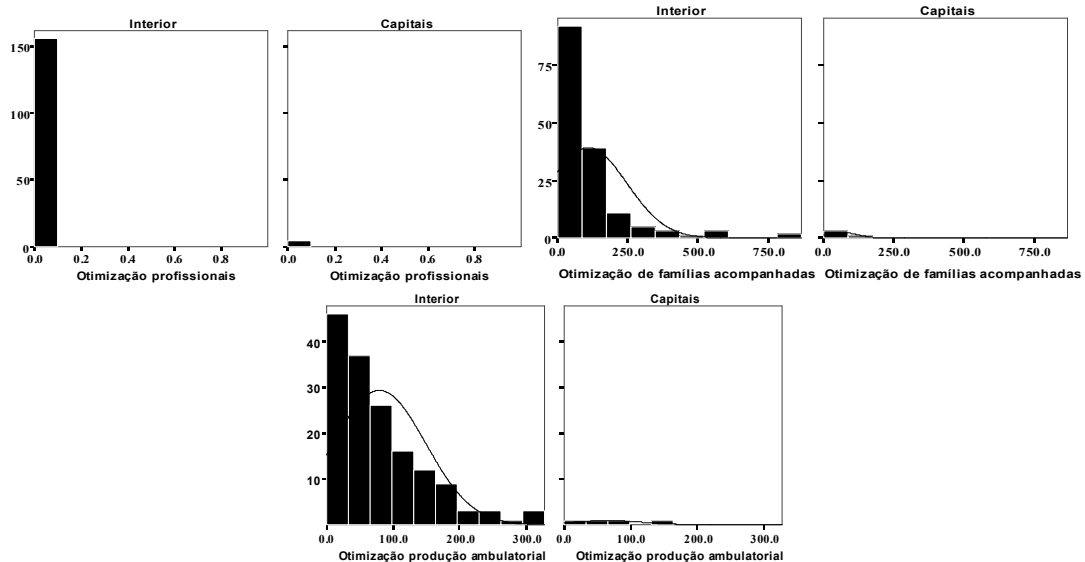 Interior
Capitais
150
100
50
0
0.0 0.2 0.4 0.6 0.8
0.0 0.2 0.4 0.6 0.8
Otimização profissionais
Otimização profissionais
Interior
Capitais
75
50
25
0
0.0 250.0 500.0 750.0
0.0 250.0 500.0 750.0
Otimização de famílias acompanhadas
Otimização de famílias acompanhadas
Interior
Capitais
40
30
20
10
0.0 100.0 200.0 300.0
0.0 100.0 200.0 300.0
Otimização produção ambulatorial
Otimização produção ambulatorial